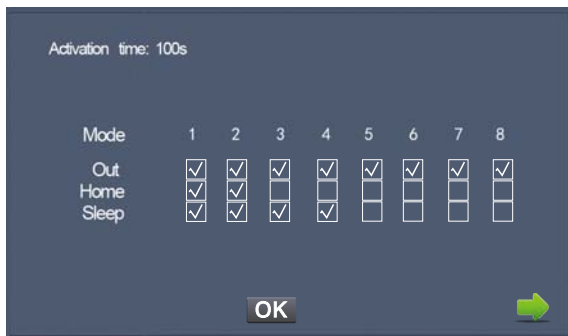 Activation time: 100s
Mode 1 2 3 4 5 6 7 8
Out
Home
Sleep
OK